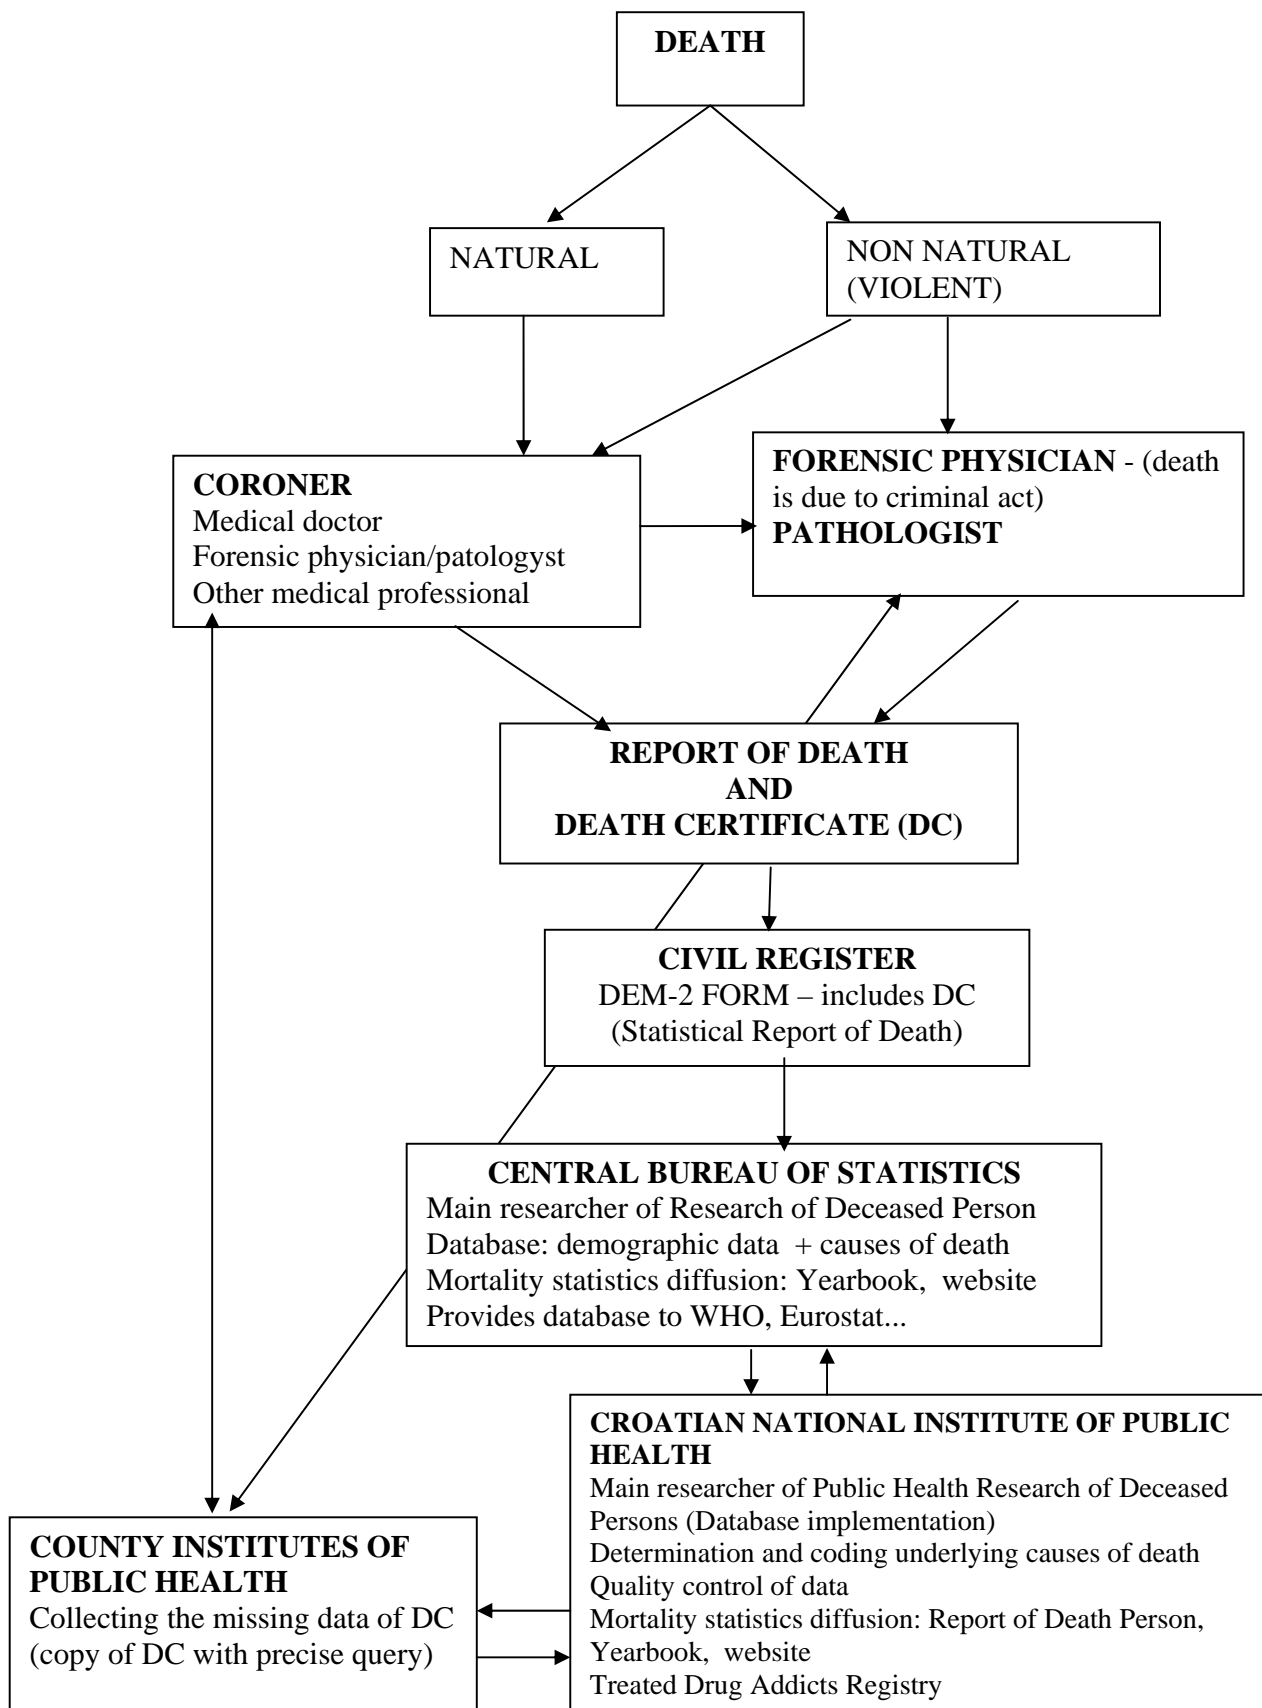 DEATH
NATURAL
NON NATURAL
(VIOLENT)
CORONER
Medical doctor
Forensic physician/patologyst
Other medical professional
FORENSIC PHYSICIAN - (death
is due to criminal act)
PATHOLOGIST
REPORT OF DEATH
AND
DEATH CERTIFICATE (DC)
CIVIL REGISTER
DEM-2 FORM – includes DC
(Statistical Report of Death)
CENTRAL BUREAU OF STATISTICS
Main researcher of Research of Deceased Person
Database: demographic data + causes of death
Mortality statistics diffusion: Yearbook, website
Provides database to WHO, Eurostat...
CROATIAN NATIONAL INSTITUTE OF PUBLIC
HEALTH
Main researcher of Public Health Research of Deceased
Persons (Database implementation)
Determination and coding underlying causes of death
Quality control of data
Mortality statistics diffusion: Report of Death Person,
Yearbook, website
Treated Drug Addicts Registry
COUNTY INSTITUTES OF
PUBLIC HEALTH
Collecting the missing data of DC
(copy of DC with precise query)